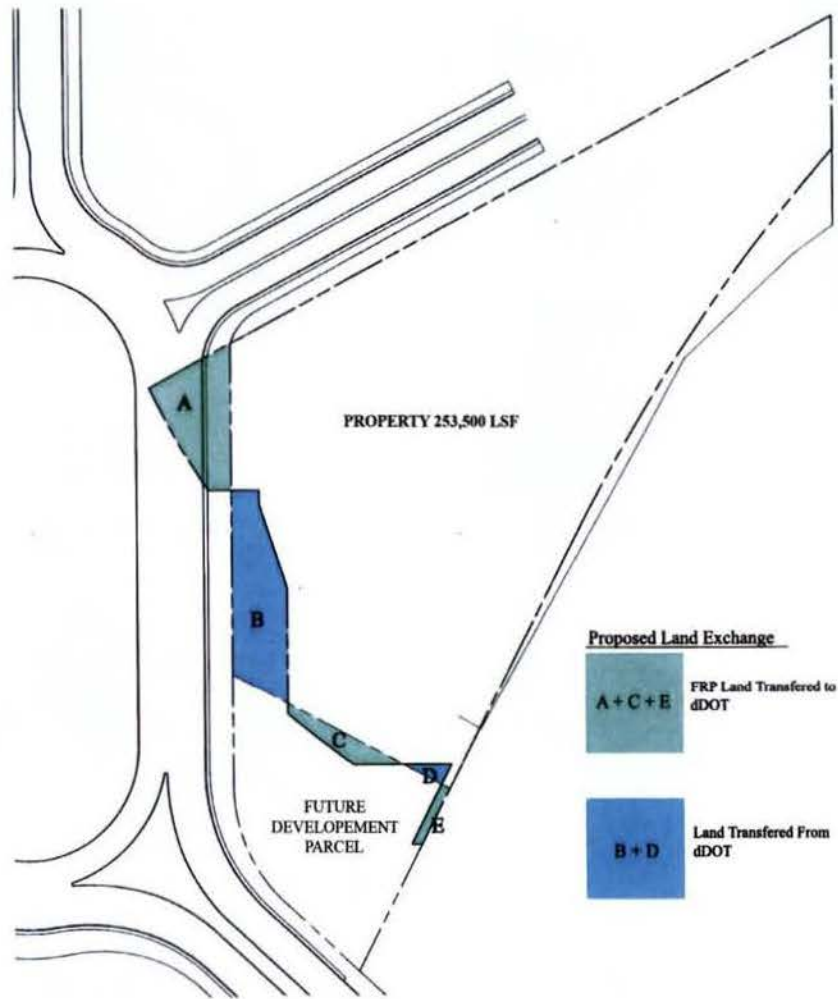 A
PROPERTY 253,500 LSF
B
C
D
E
FUTURE
DEVELOPEMENT
PARCEL
Proposed Land Exchange
A + C + E
FRP Land Transfered to
dDOT
B + D
Land Transfered From
dDOT